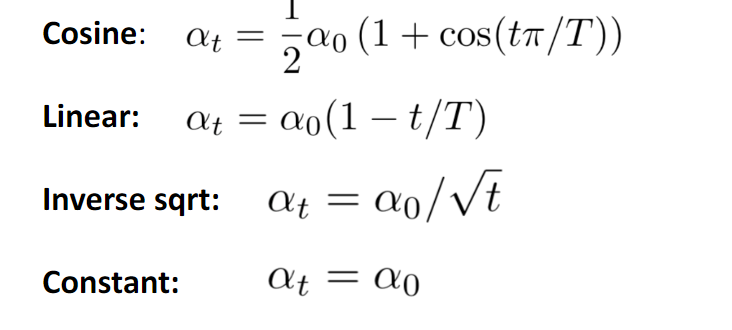 Cosine: αₜ = 1/2 α₀ (1 + cos(tπ/T))
Linear: αₜ = α₀(1 − t/T)
Inverse sqrt: αₜ = α₀/√t
Constant: αₜ = α₀